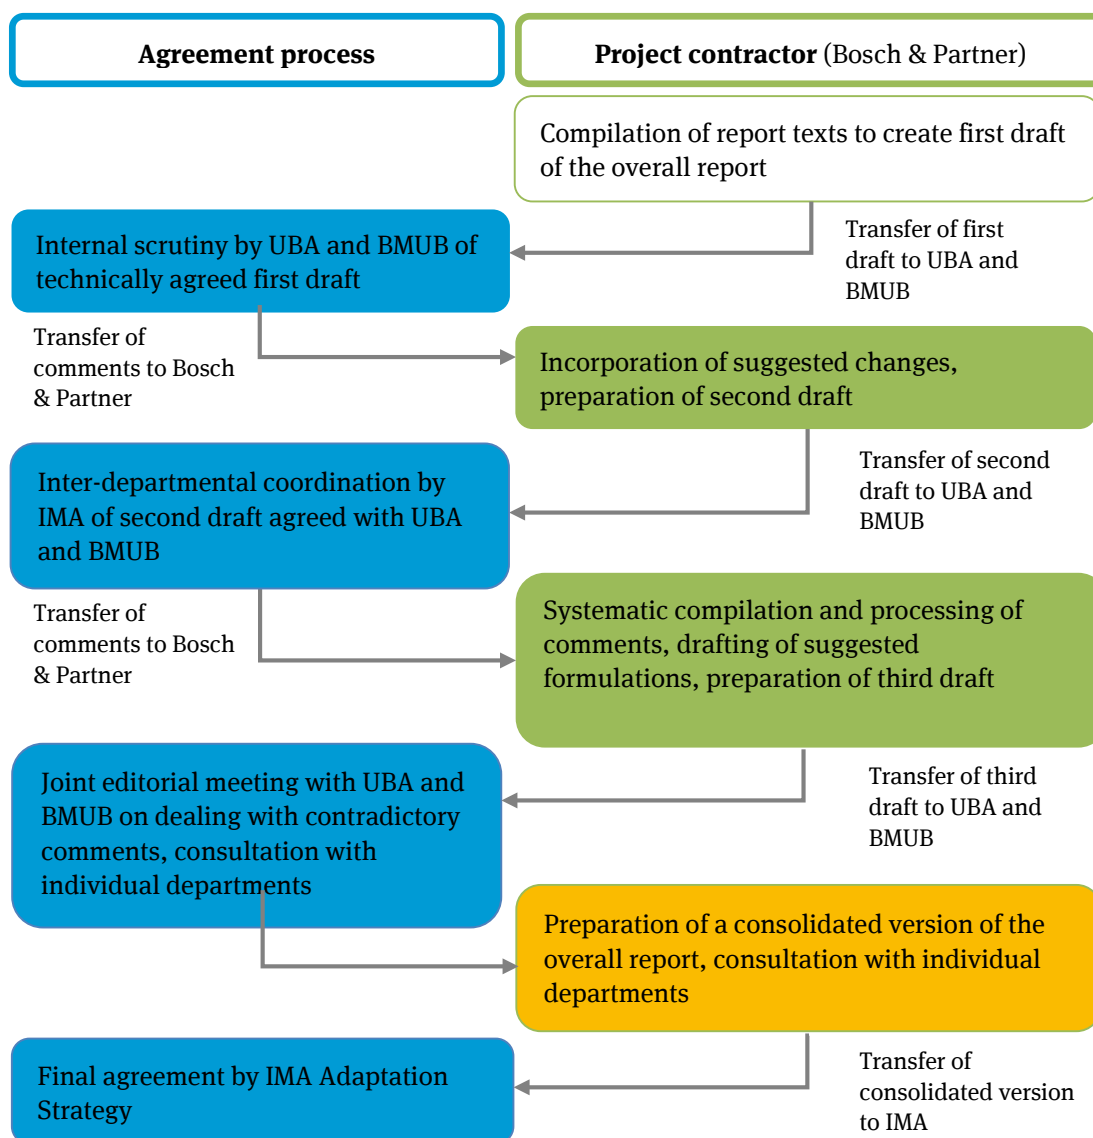 Agreement process
Project contractor (Bosch & Partner)
Compilation of report texts to create first draft
of the overall report
Transfer of first
draft to UBA and
BMUB
Internal scrutiny by UBA and BMUB of
technically agreed first draft
Transfer of
comments to Bosch
& Partner
Incorporation of suggested changes,
preparation of second draft
Transfer of second
draft to UBA and
BMUB
Inter-departmental coordination by
IMA of second draft agreed with UBA
and BMUB
Transfer of
comments to Bosch
& Partner
Systematic compilation and processing of
comments, drafting of suggested
formulations, preparation of third draft
Transfer of third
draft to UBA and
BMUB
Joint editorial meeting with UBA and
BMUB on dealing with contradictory
comments, consultation with
individual departments
Preparation of a consolidated version of the
overall report, consultation with individual
departments
Transfer of
consolidated version
to IMA
Final agreement by IMA Adaptation
Strategy